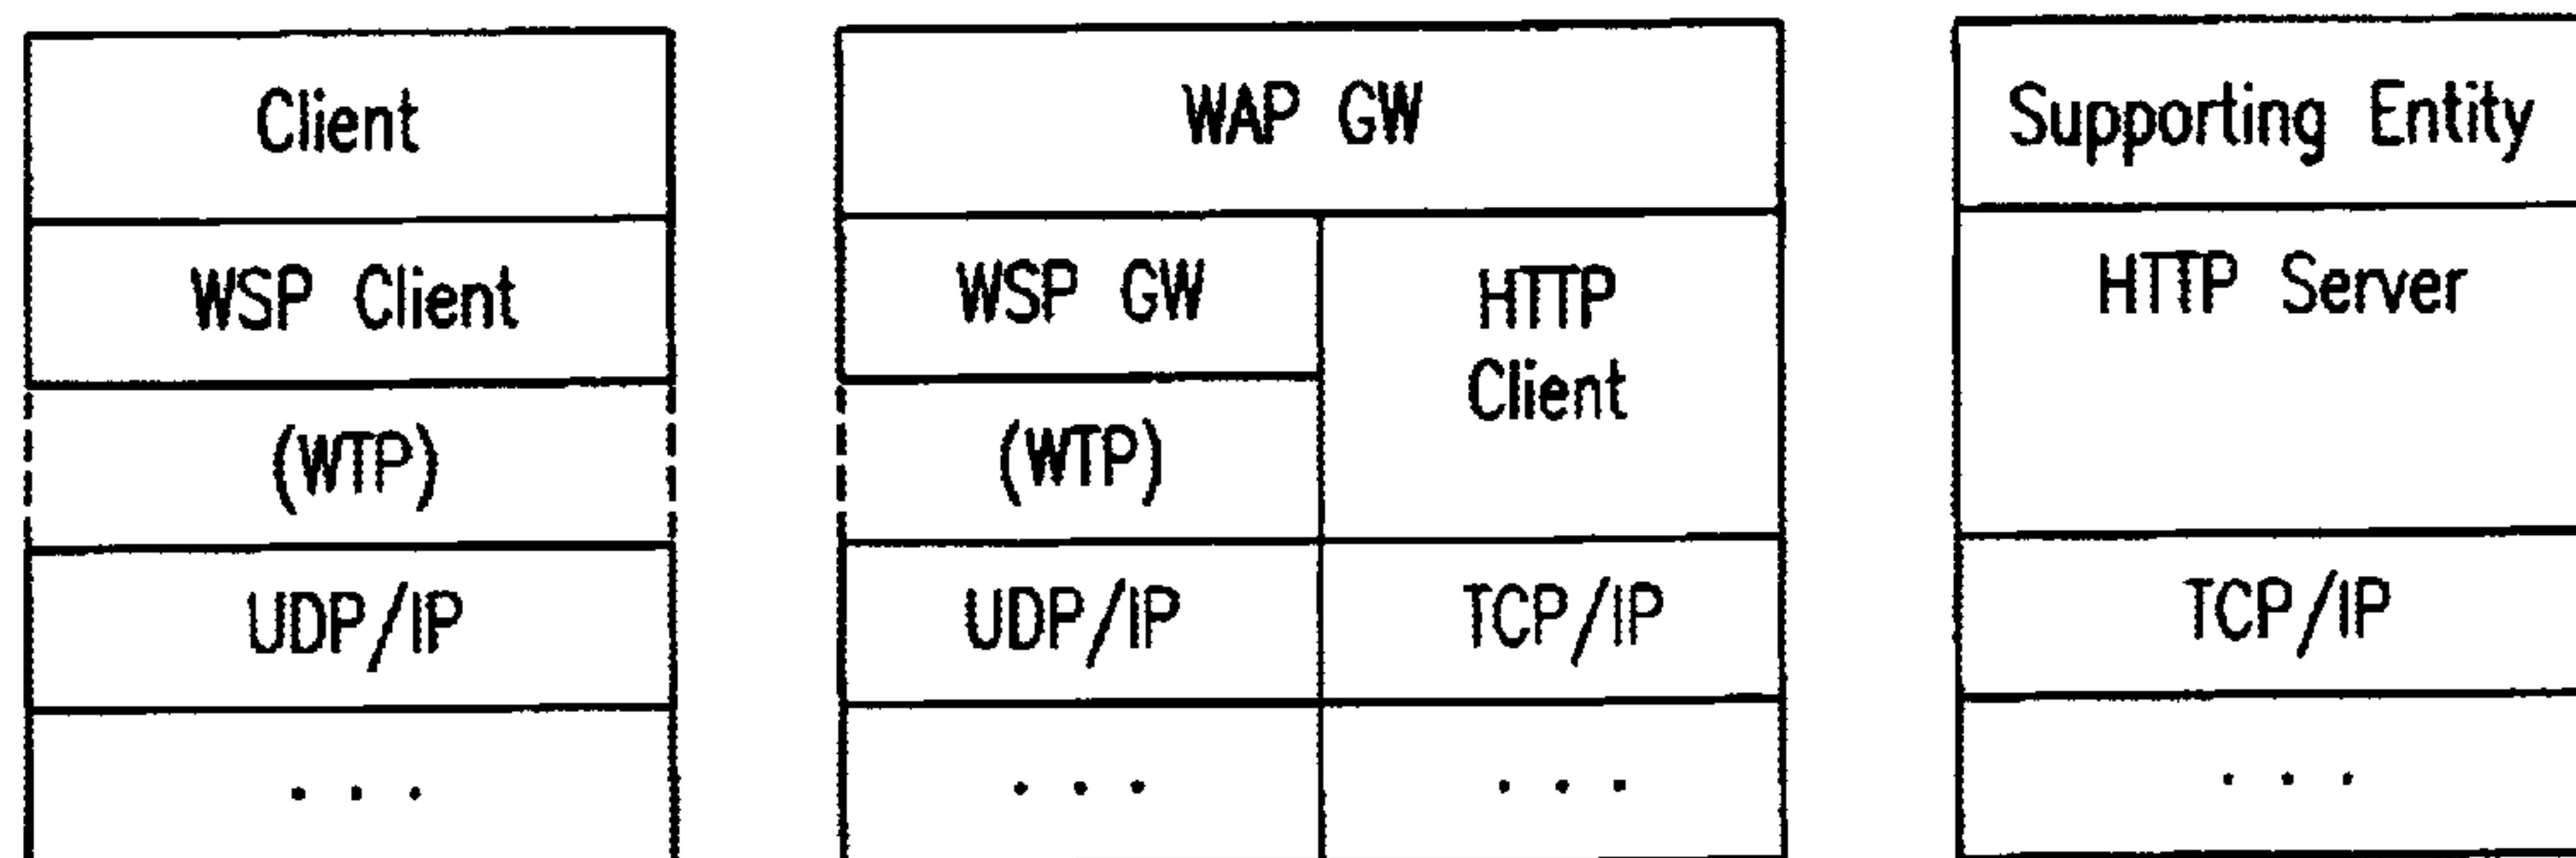 Client
WSP Client
(WTP)
UDP/IP
. . .
WAP GW
WSP GW
(WTP)
UDP/IP
. . .
HTTP
Client
TCP/IP
. . .
Supporting Entity
HTTP Server
TCP/IP
. . .